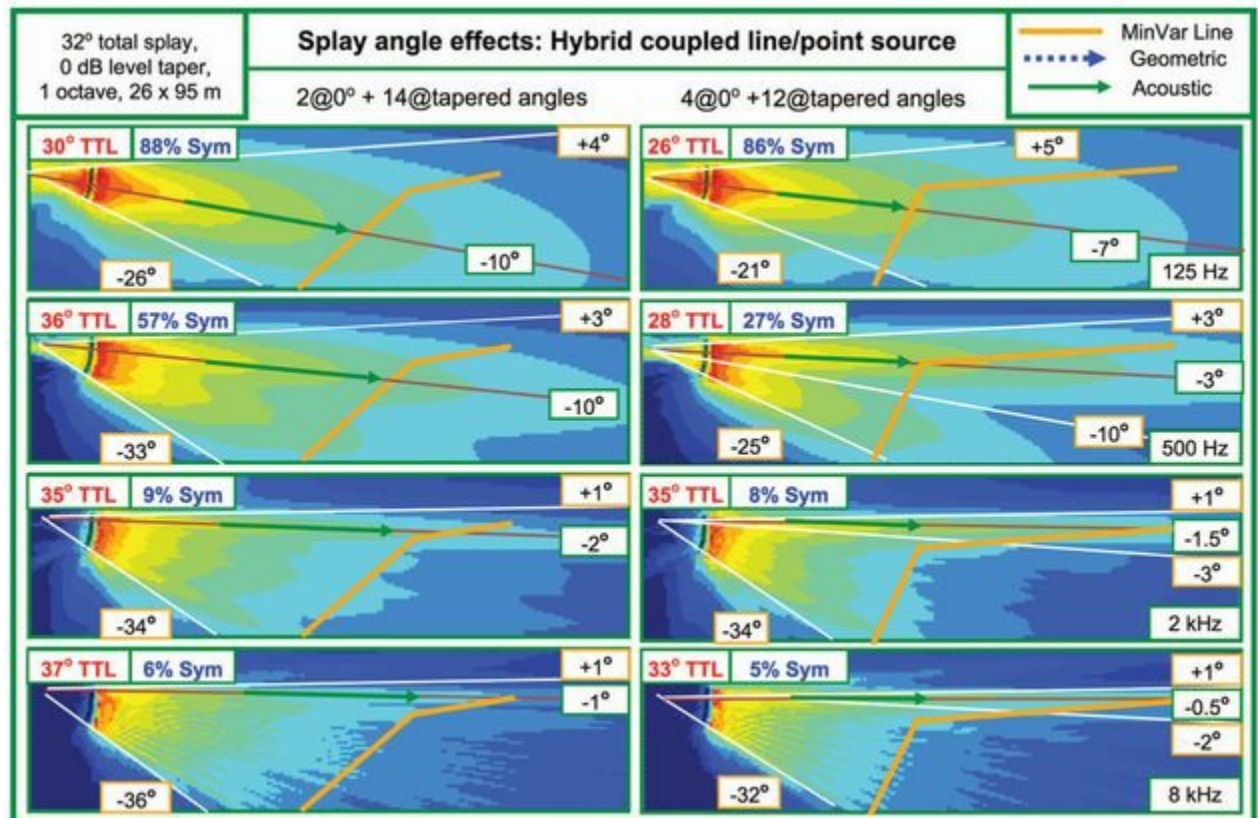 32° total splay,
0 dB level taper,
1 octave, 26 x 95 m
Splay angle effects: Hybrid coupled line/point source
2@0° + 14@tapered angles
4@0° +12@tapered angles
MinVar Line
Geometric
Acoustic
30° TTL
88% Sym
+4°
-10°
-26°
26° TTL
86% Sym
+5°
-7°
-21°
125 Hz
36° TTL
57% Sym
+3°
-10°
-33°
28° TTL
27% Sym
+3°
-3°
-10°
-25°
500 Hz
35° TTL
9% Sym
+1°
-2°
-34°
35° TTL
8% Sym
+1°
-1.5°
-3°
-34°
2 kHz
37° TTL
6% Sym
+1°
-1°
-36°
33° TTL
5% Sym
+1°
-0.5°
-2°
-32°
8 kHz